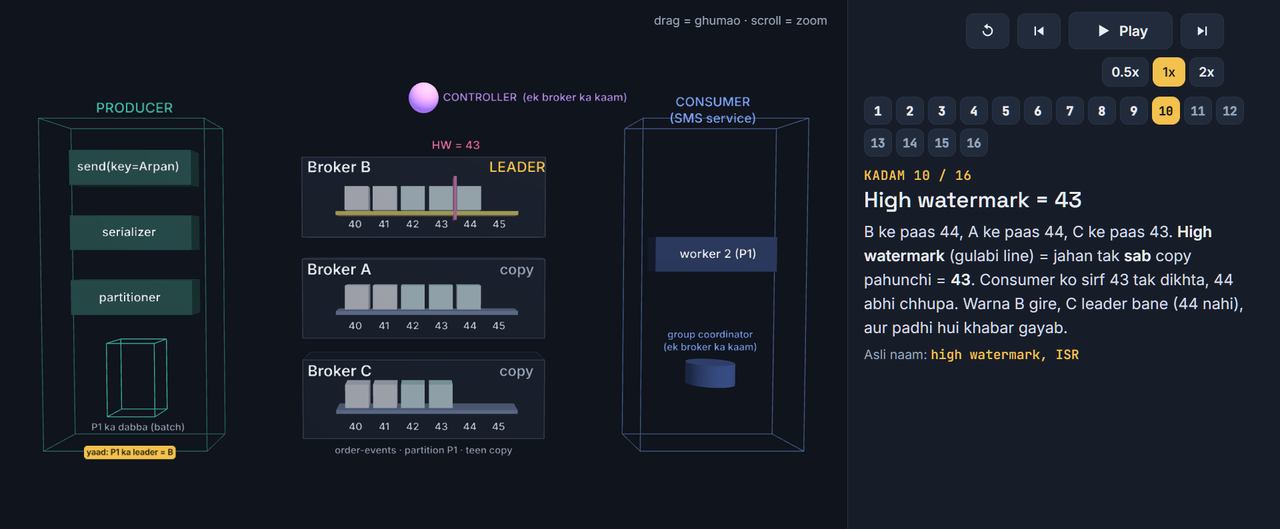 drag = ghumao · scroll = zoom
PRODUCER
send(key=Arpan)
serializer
partitioner
P1 ka dabba (batch)
yaad: P1 ka leader = B
CONTROLLER (ek broker ka kaam)
HW = 43
Broker B LEADER
40 41 42 43 44 45
Broker A copy
40 41 42 43 44 45
Broker C copy
40 41 42 43 44 45
order-events · partition P1 · teen copy
CONSUMER
(SMS service)
worker 2 (P1)
group coordinator
(ek broker ka kaam)
Play
0.5x 1x 2x
1 2 3 4 5 6 7 8 9 10 11 12
13 14 15 16
KADAM 10 / 16
High watermark = 43
B ke paas 44, A ke paas 44, C ke paas 43. High
watermark (gulabi line) = jahan tak sab copy
pahunchi = 43. Consumer ko sirf 43 tak dikhta, 44
abhi chhupa. Warna B gire, C leader bane (44 nahi),
aur padhi hui khabar gayab.
Asli naam: high watermark, ISR